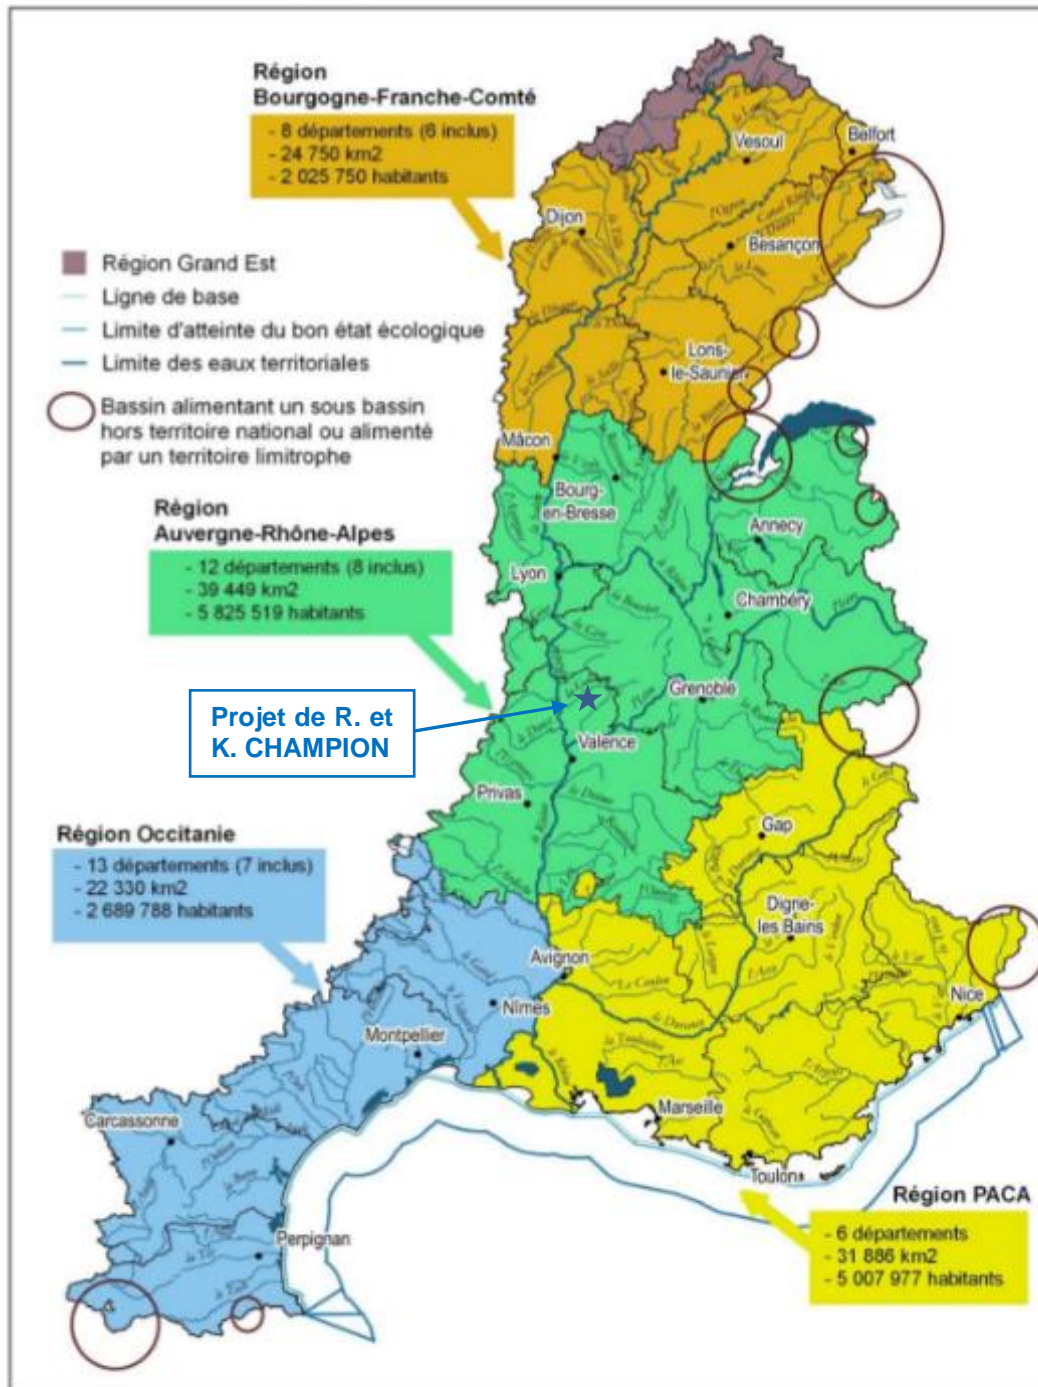 Région
Bourgogne-Franche-Comté
- 8 départements (6 inclus)
- 24 750 km2
- 2 025 750 habitants
Région Grand Est
Ligne de base
Limite d'atteinte du bon état écologique
Limite des eaux territoriales
Bassin alimentant un sous bassin
hors territoire national ou alimenté
par un territoire limitrophe
Région
Auvergne-Rhône-Alpes
- 12 départements (8 inclus)
- 39 449 km2
- 5 825 519 habitants
Projet de R. et
K. CHAMPION
Région Occitanie
- 13 départements (7 inclus)
- 22 330 km2
- 2 689 788 habitants
Région PACA
- 6 départements
- 31 886 km2
- 5 007 977 habitants
Vesoul
Belfort
Dijon
Besançon
Lons-
le-Saunier
Mâcon
Bourg-
en-Bresse
Annecy
Lyon
Chambéry
Grenoble
Valence
Privas
Gap
Digne-
les Bains
Avignon
Nîmes
Nice
Montpellier
Marseille
Carcassonne
Toulon
Perpignan